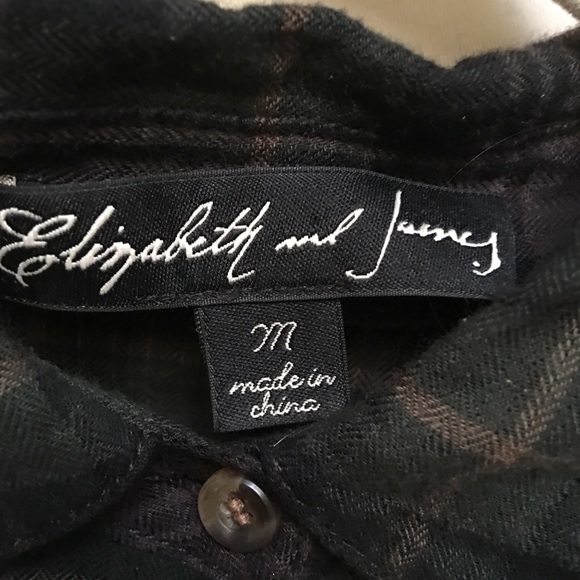 Elizabeth and James
M
made in
china